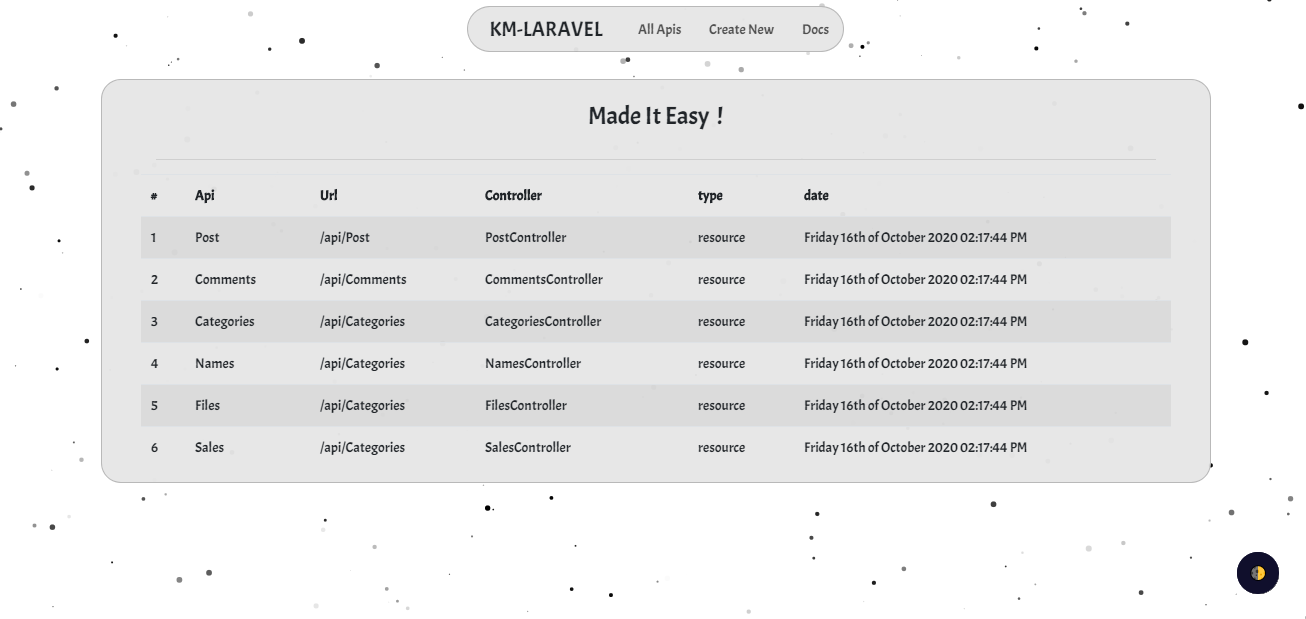 KM-LARAVEL All Apis Create New Docs
Made It Easy !
# Api Url Controller type date
1 Post /api/Post PostController resource Friday 16th of October 2020 02:17:44 PM
2 Comments /api/Comments CommentsController resource Friday 16th of October 2020 02:17:44 PM
3 Categories /api/Categories CategoriesController resource Friday 16th of October 2020 02:17:44 PM
4 Names /api/Categories NamesController resource Friday 16th of October 2020 02:17:44 PM
5 Files /api/Categories FilesController resource Friday 16th of October 2020 02:17:44 PM
6 Sales /api/Categories SalesController resource Friday 16th of October 2020 02:17:44 PM